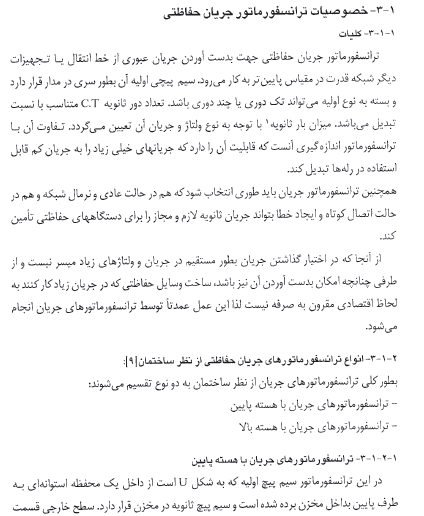 ۳-۱- خصوصیات ترانسفورماتور جریان حفاظتی
۳-۱-۱- کلیات
ترانسفورماتور جریان حفاظتی جهت بدست آوردن جریان عبوری از خط انتقال یا تجهیزات
دیگر شبکه قدرت در مقیاس پایین‌تر به کار می‌رود. سیم پیچی اولیه آن بطور سری در مدار قرار دارد
و بسته به نوع اولیه می‌تواند تک دوری یا چند دوری باشد. تعداد دور ثانویه C.T متناسب با نسبت
تبدیل می‌باشد. میزان بار ثانویه۱ با توجه به نوع ولتاژ و جریان آن تعیین می‌گردد. تفاوت آن با
ترانسفورماتور اندازه‌گیری آنست که قابلیت آن را دارد که جریانهای خیلی زیاد را به جریان کم قابل
استفاده در رله‌ها تبدیل کند.
همچنین ترانسفورماتور جریان باید طوری انتخاب شود که هم در حالت عادی و نرمال شبکه و هم در
حالت اتصال کوتاه و ایجاد خطا بتواند جریان ثانویه لازم و مجاز را برای دستگاههای حفاظتی تأمین
کند.
از آنجا که در اختیار گذاشتن جریان بطور مستقیم در جریان و ولتاژهای زیاد میسر نیست و از
طرفی چنانچه امکان بدست آوردن آن نیز باشد، ساخت وسایل حفاظتی که در جریان زیاد کار کنند به
لحاظ اقتصادی مقرون به صرفه نیست لذا این عمل عمدتاً توسط ترانسفورماتورهای جریان انجام
می‌شود.
۳-۱-۲- انواع ترانسفورماتورهای جریان حفاظتی از نظر ساختمان[۹]:
بطور کلی ترانسفورماتورهای جریان از نظر ساختمان به دو نوع تقسیم می‌شوند:
-- ترانسفورماتورهای جریان با هسته پایین
-- ترانسفورماتورهای جریان با هسته بالا
۳-۱-۲-۱- ترانسفورماتورهای جریان با هسته پایین
در این ترانسفورماتور سیم پیچ اولیه که به شکل U است از داخل یک محفظه استوانه‌ای به
طرف پایین بداخل مخزن برده شده است و سیم پیچ ثانویه در مخزن قرار دارد. سطح خارجی قسمت